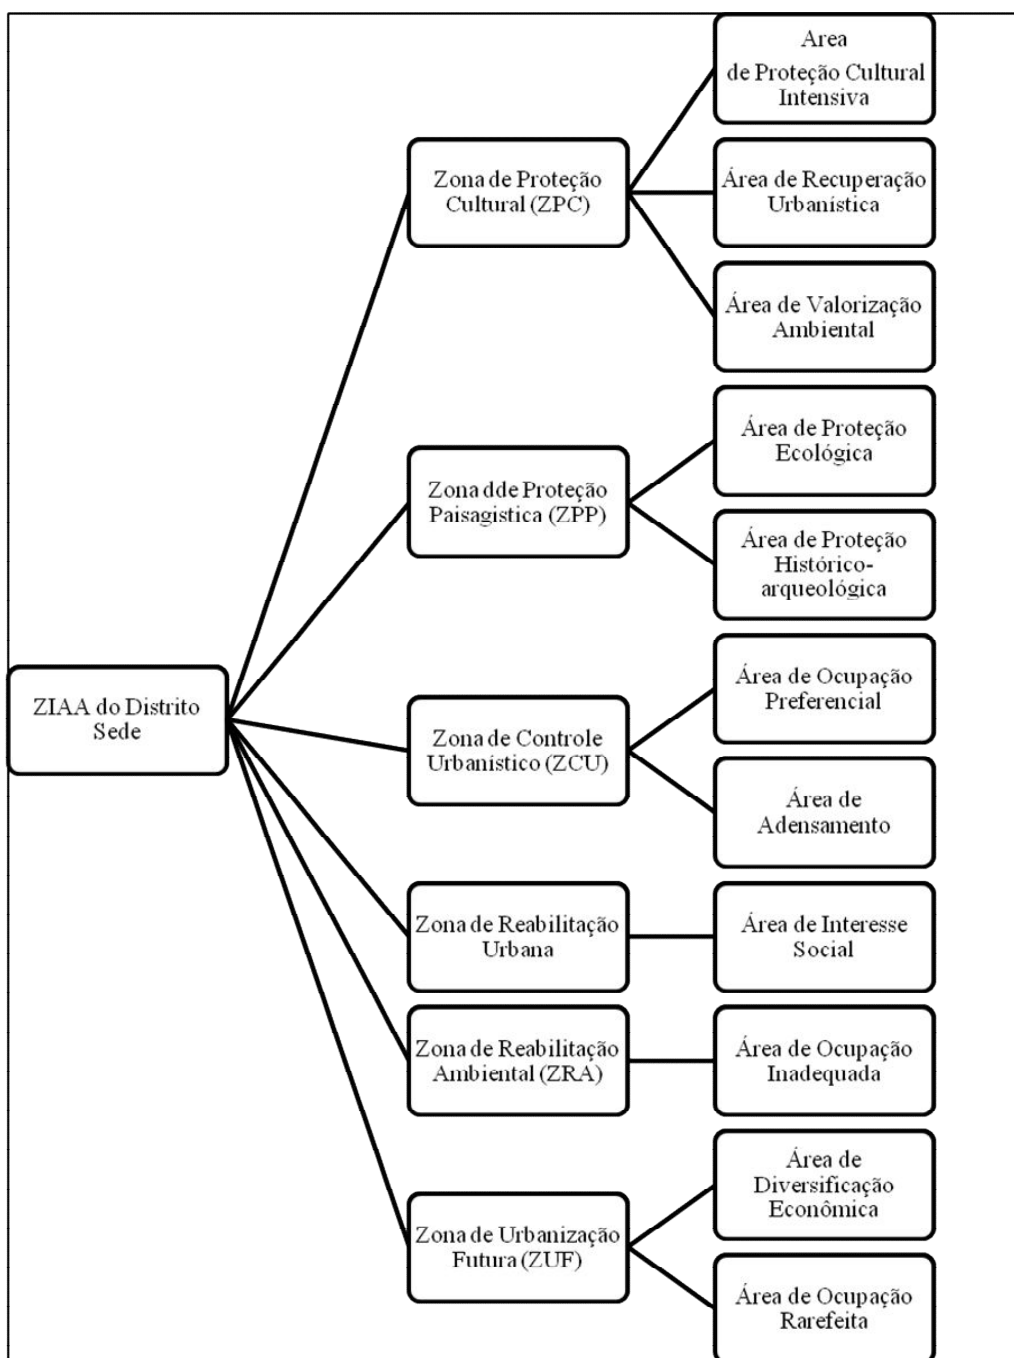 Area
de Proteção Cultural
Intensiva
Zona de Proteção
Cultural (ZPC)
Área de Recuperação
Urbanística
Área de Valorização
Ambiental
Área de Proteção
Ecológica
Zona dde Proteção
Paisagistica (ZPP)
Área de Proteção
Histórico-
arqueológica
ZIAA do Distrito
Sede
Área de Ocupação
Preferencial
Zona de Controle
Urbanístico (ZCU)
Área de
Adensamento
Zona de Reabilitação
Urbana
Área de Interesse
Social
Zona de Reabilitação
Ambiental (ZRA)
Área de Ocupação
Inadequada
Área de
Diversificação
Econômica
Zona de Urbanização
Futura (ZUF)
Área de Ocupação
Rarefeita